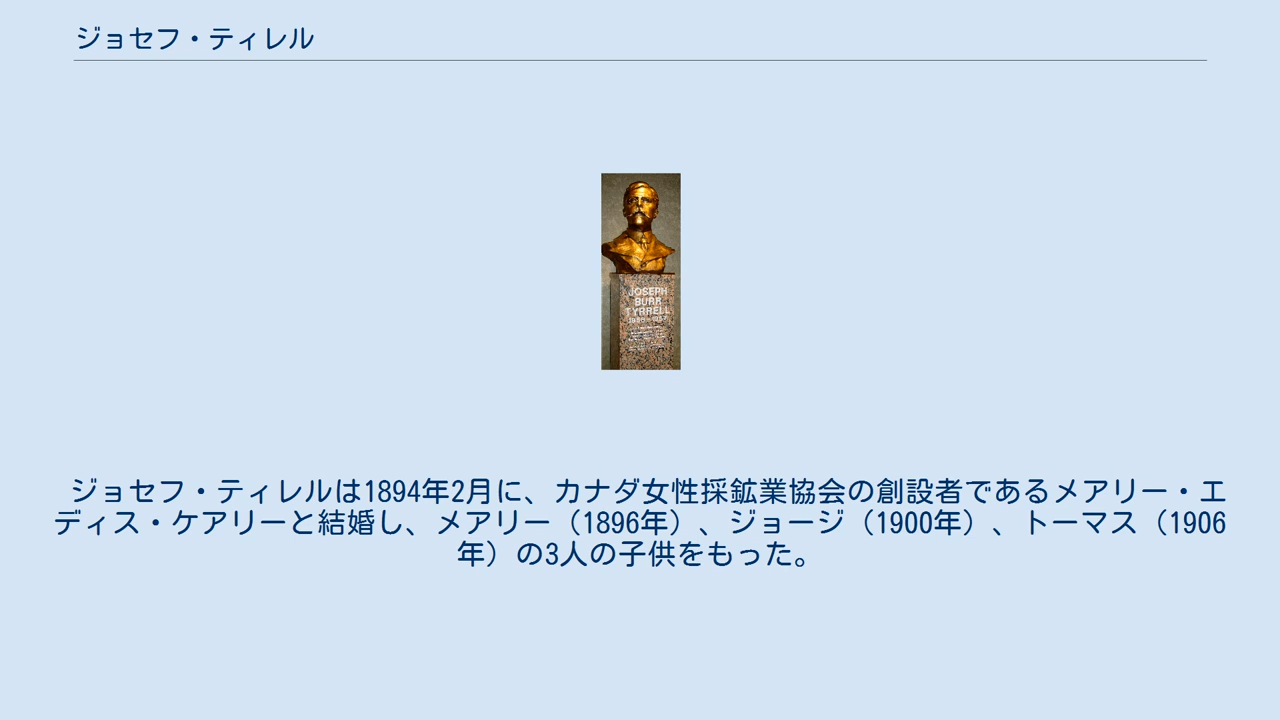 ジョセフ・ティレル
JOSEPH
BURR
TYRRELL
ジョセフ・ティレルは1894年2月に、カナダ女性採鉱業協会の創設者であるメアリー・エ
ディス・ケアリーと結婚し、メアリー（1896年）、ジョージ（1900年）、トーマス（1906
年）の3人の子供をもった。